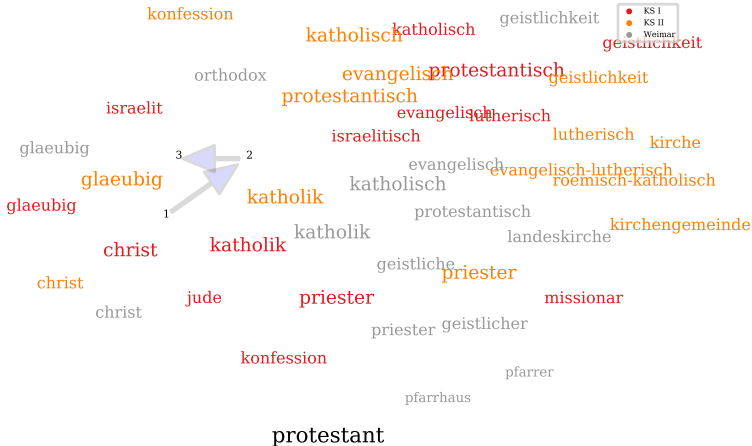 konfession
geistlichkeit
KS I
KS II
Weimar
katholisch
katholisch
geistlichkeit
orthodox
evangelisch
protestantisch
geistlichkeit
protestantisch
israelit
evangelisch
lutherisch
israelitisch
lutherisch
kirche
glaeubig
3
2
evangelisch
evangelisch-lutherisch
glaeubig
katholisch
roemisch-katholisch
katholik
glaeubig
1
protestantisch
kirchengemeinde
katholik
landeskirche
christ
katholik
geistliche
priester
christ
jude
priester
missionar
christ
priester
geistlicher
konfession
pfarrer
pfarrhaus
protestant